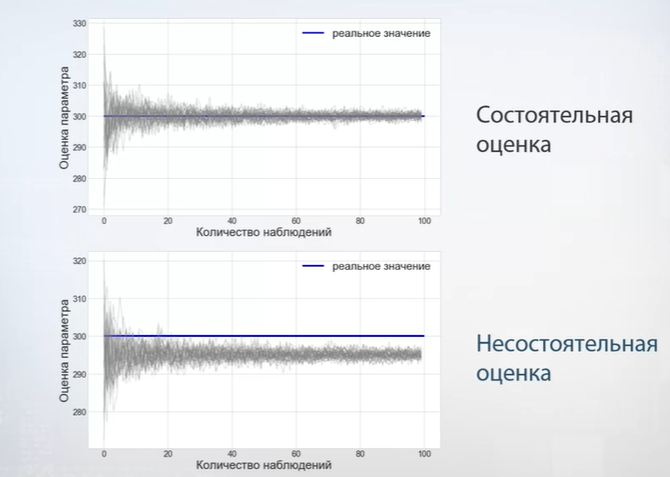 330
320
310
300
290
280
270
реальное значение
Оценка параметра
0 20 40 60 80 100
Количество наблюдений
Состоятельная
оценка
320
310
300
290
280
реальное значение
Оценка параметра
0 20 40 60 80 100
Количество наблюдений
Несостоятельная
оценка